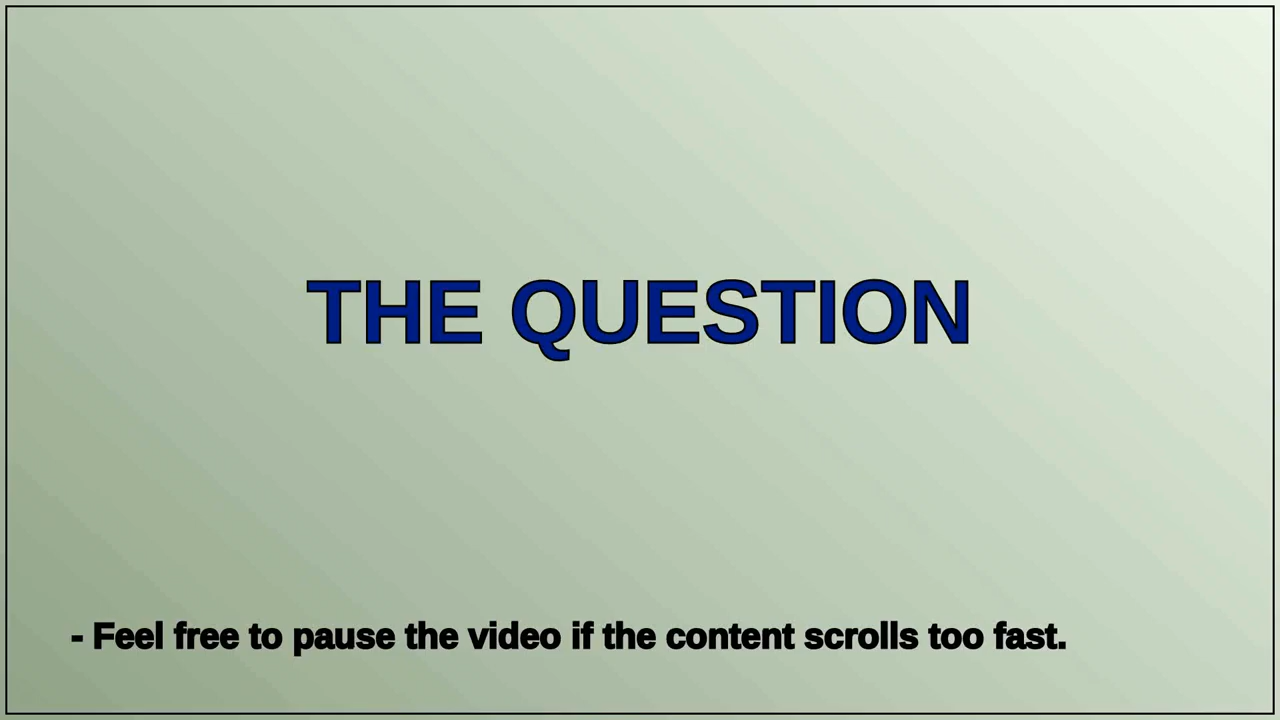 THE QUESTION
- Feel free to pause the video if the content scrolls too fast.